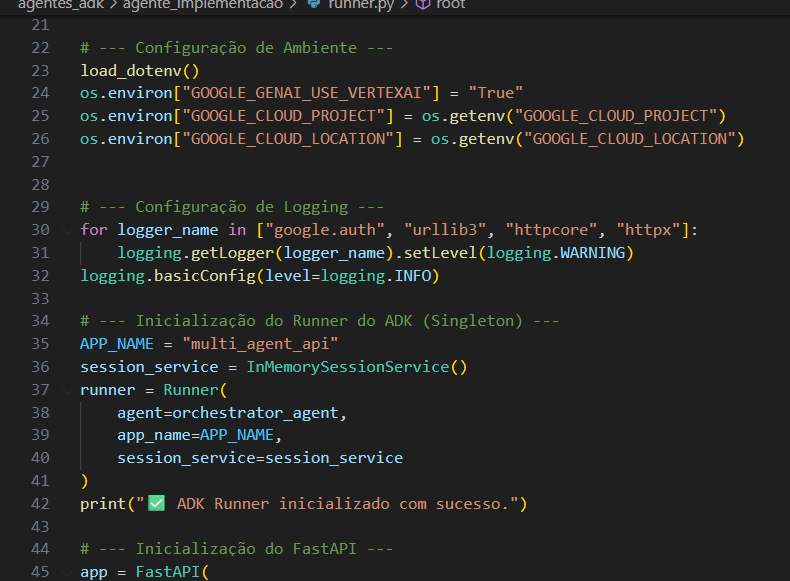 agentes_adk > agente_implementacao > runner.py > root
21
22 # --- Configuração de Ambiente ---
23 load_dotenv()
24 os.environ["GOOGLE_GENAI_USE_VERTEXAI"] = "True"
25 os.environ["GOOGLE_CLOUD_PROJECT"] = os.getenv("GOOGLE_CLOUD_PROJECT")
26 os.environ["GOOGLE_CLOUD_LOCATION"] = os.getenv("GOOGLE_CLOUD_LOCATION")
27
28
29 # --- Configuração de Logging ---
30 for logger_name in ["google.auth", "urllib3", "httpcore", "httpx"]:
31     logging.getLogger(logger_name).setLevel(logging.WARNING)
32 logging.basicConfig(level=logging.INFO)
33
34 # --- Inicialização do Runner do ADK (Singleton) ---
35 APP_NAME = "multi_agent_api"
36 session_service = InMemorySessionService()
37 runner = Runner(
38     agent=orchestrator_agent,
39     app_name=APP_NAME,
40     session_service=session_service
41 )
42 print("✅ ADK Runner inicializado com sucesso.")
43
44 # --- Inicialização do FastAPI ---
45 app = FastAPI(